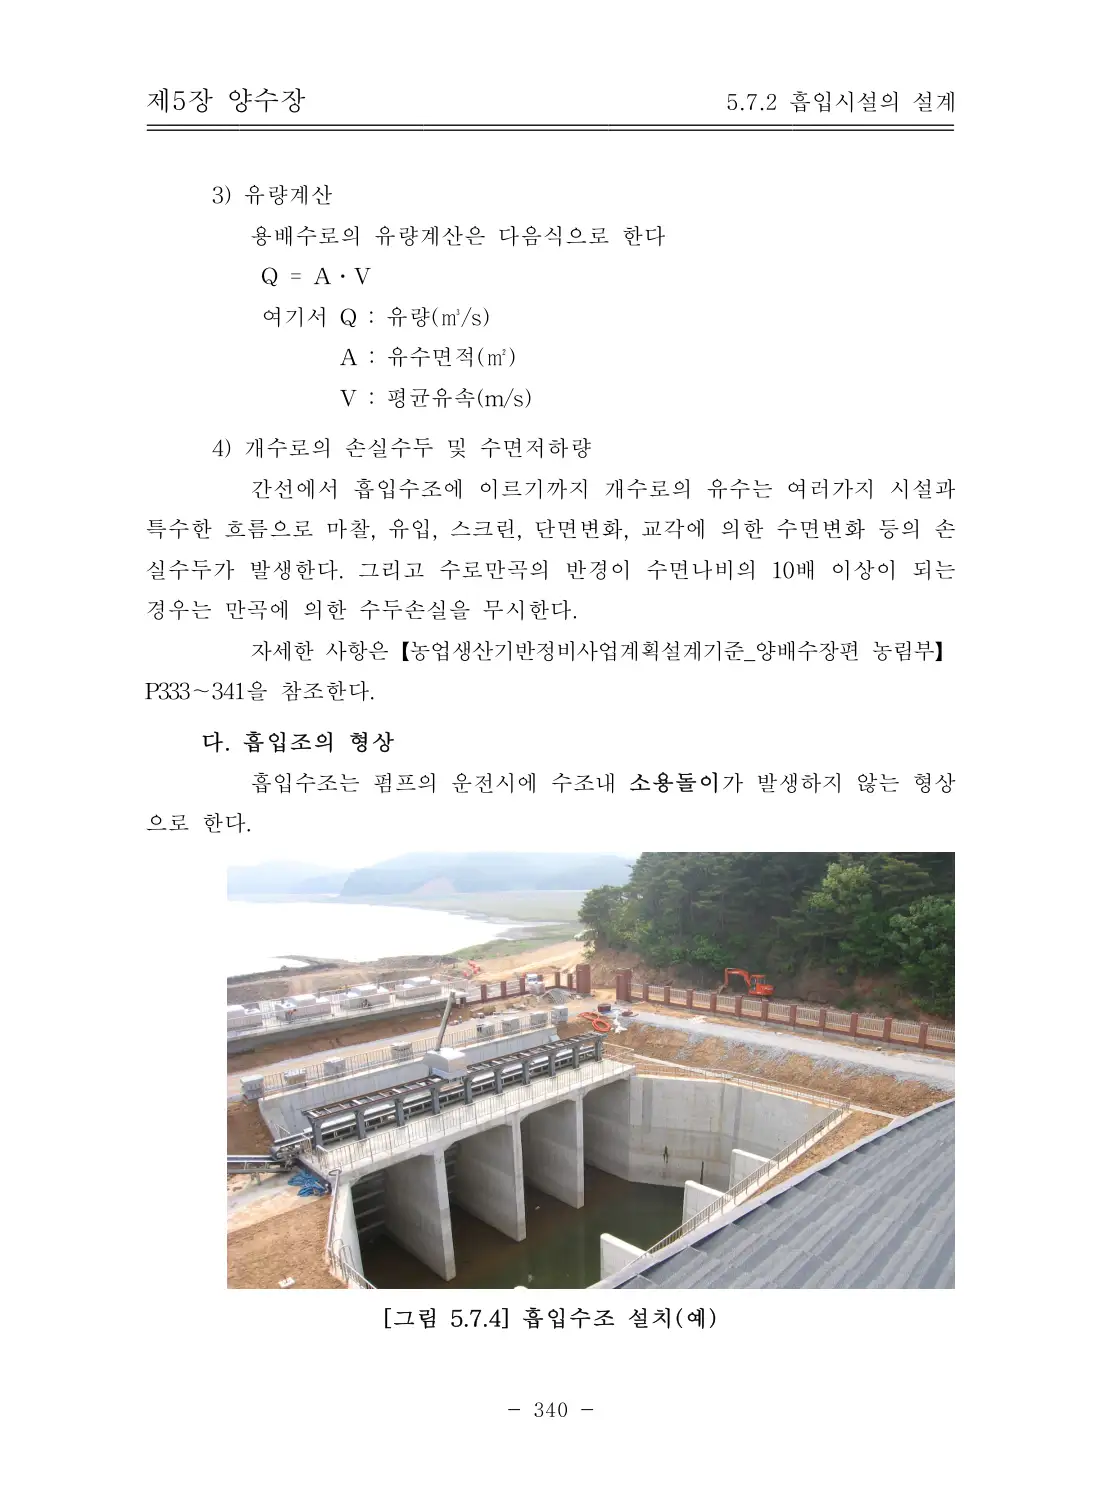 제5장 양수장
5.7.2 흡입시설의 설계
3) 유량계산
용배수로의 유량계산은 다음식으로 한다
Q = A · V
여기서 Q : 유량(㎥/s)
A : 유수면적(㎡)
V : 평균유속(m/s)
4) 개수로의 손실수두 및 수면저하량
간선에서 흡입수조에 이르기까지 개수로의 유수는 여러가지 시설과
특수한 흐름으로 마찰, 유입, 스크린, 단면변화, 교각에 의한 수면변화 등의 손
실수두가 발생한다. 그리고 수로만곡의 반경이 수면나비의 10배 이상이 되는
경우는 만곡에 의한 수두손실을 무시한다.
자세한 사항은【농업생산기반정비사업계획설계기준_양배수장편 농림부】
P333～341을 참조한다.
다. 흡입조의 형상
흡입수조는 펌프의 운전시에 수조내 소용돌이가 발생하지 않는 형상
으로 한다.
[그림 5.7.4] 흡입수조 설치(예)
- 340 -